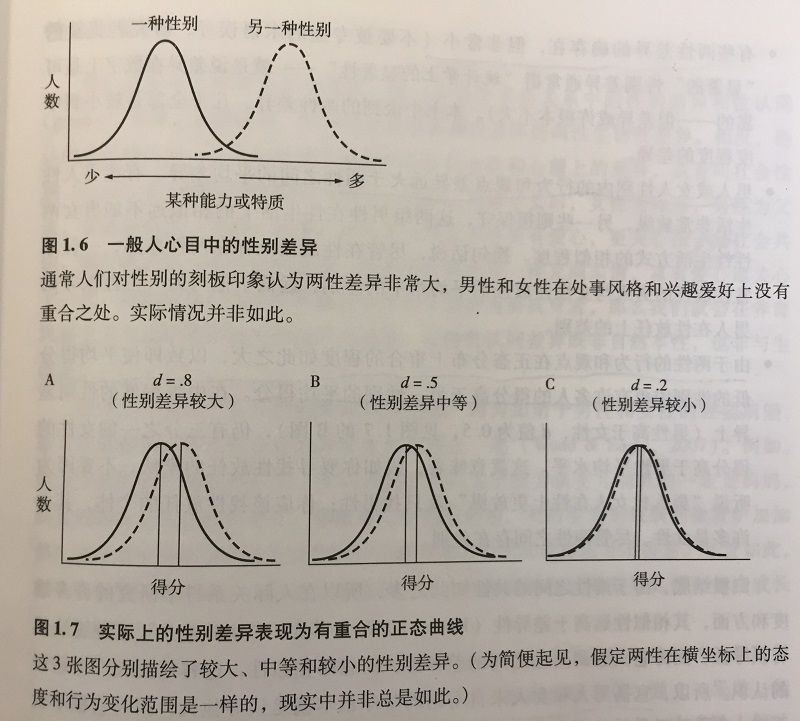 一种性别
另一种性别
人数
少
多
某种能力或特质
图1.6 一般人心目中的性别差异
通常人们对性别的刻板印象认为两性差异非常大，男性和女性在处事风格和兴趣爱好上没有
重合之处。实际情况并非如此。
A
d=.8
（性别差异较大）
B
d=.5
（性别差异中等）
C
d=.2
（性别差异较小）
人数
得分
得分
得分
图1.7 实际上的性别差异表现为有重合的正态曲线
这3张图分别描绘了较大、中等和较小的性别差异。（为简便起见，假定两性在横坐标上的态
度和行为变化范围是一样的，现实中并非总是如此。）